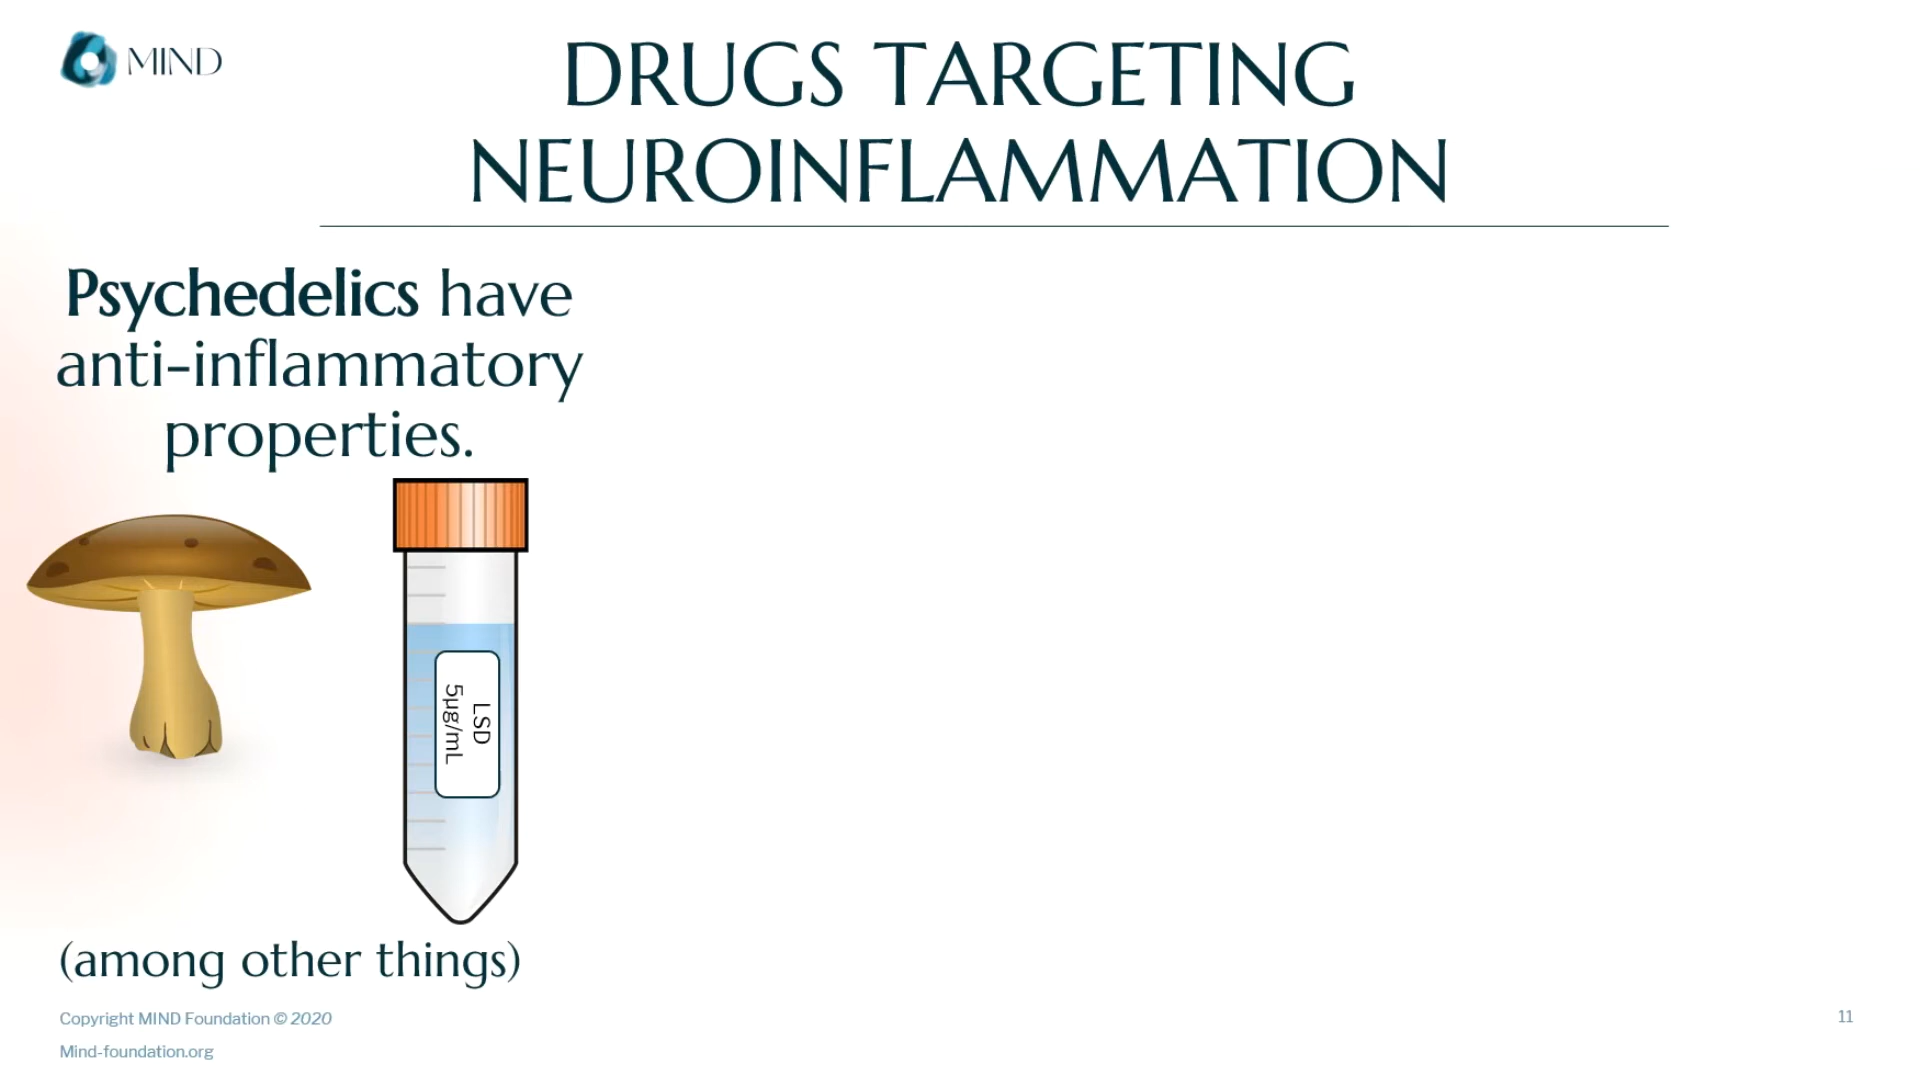 MIND
DRUGS TARGETING
NEUROINFLAMMATION
Psychedelics have
anti-inflammatory
properties.
LSD
5µg/mL
(among other things)
Copyright MIND Foundation © 2020
Mind-foundation.org
11